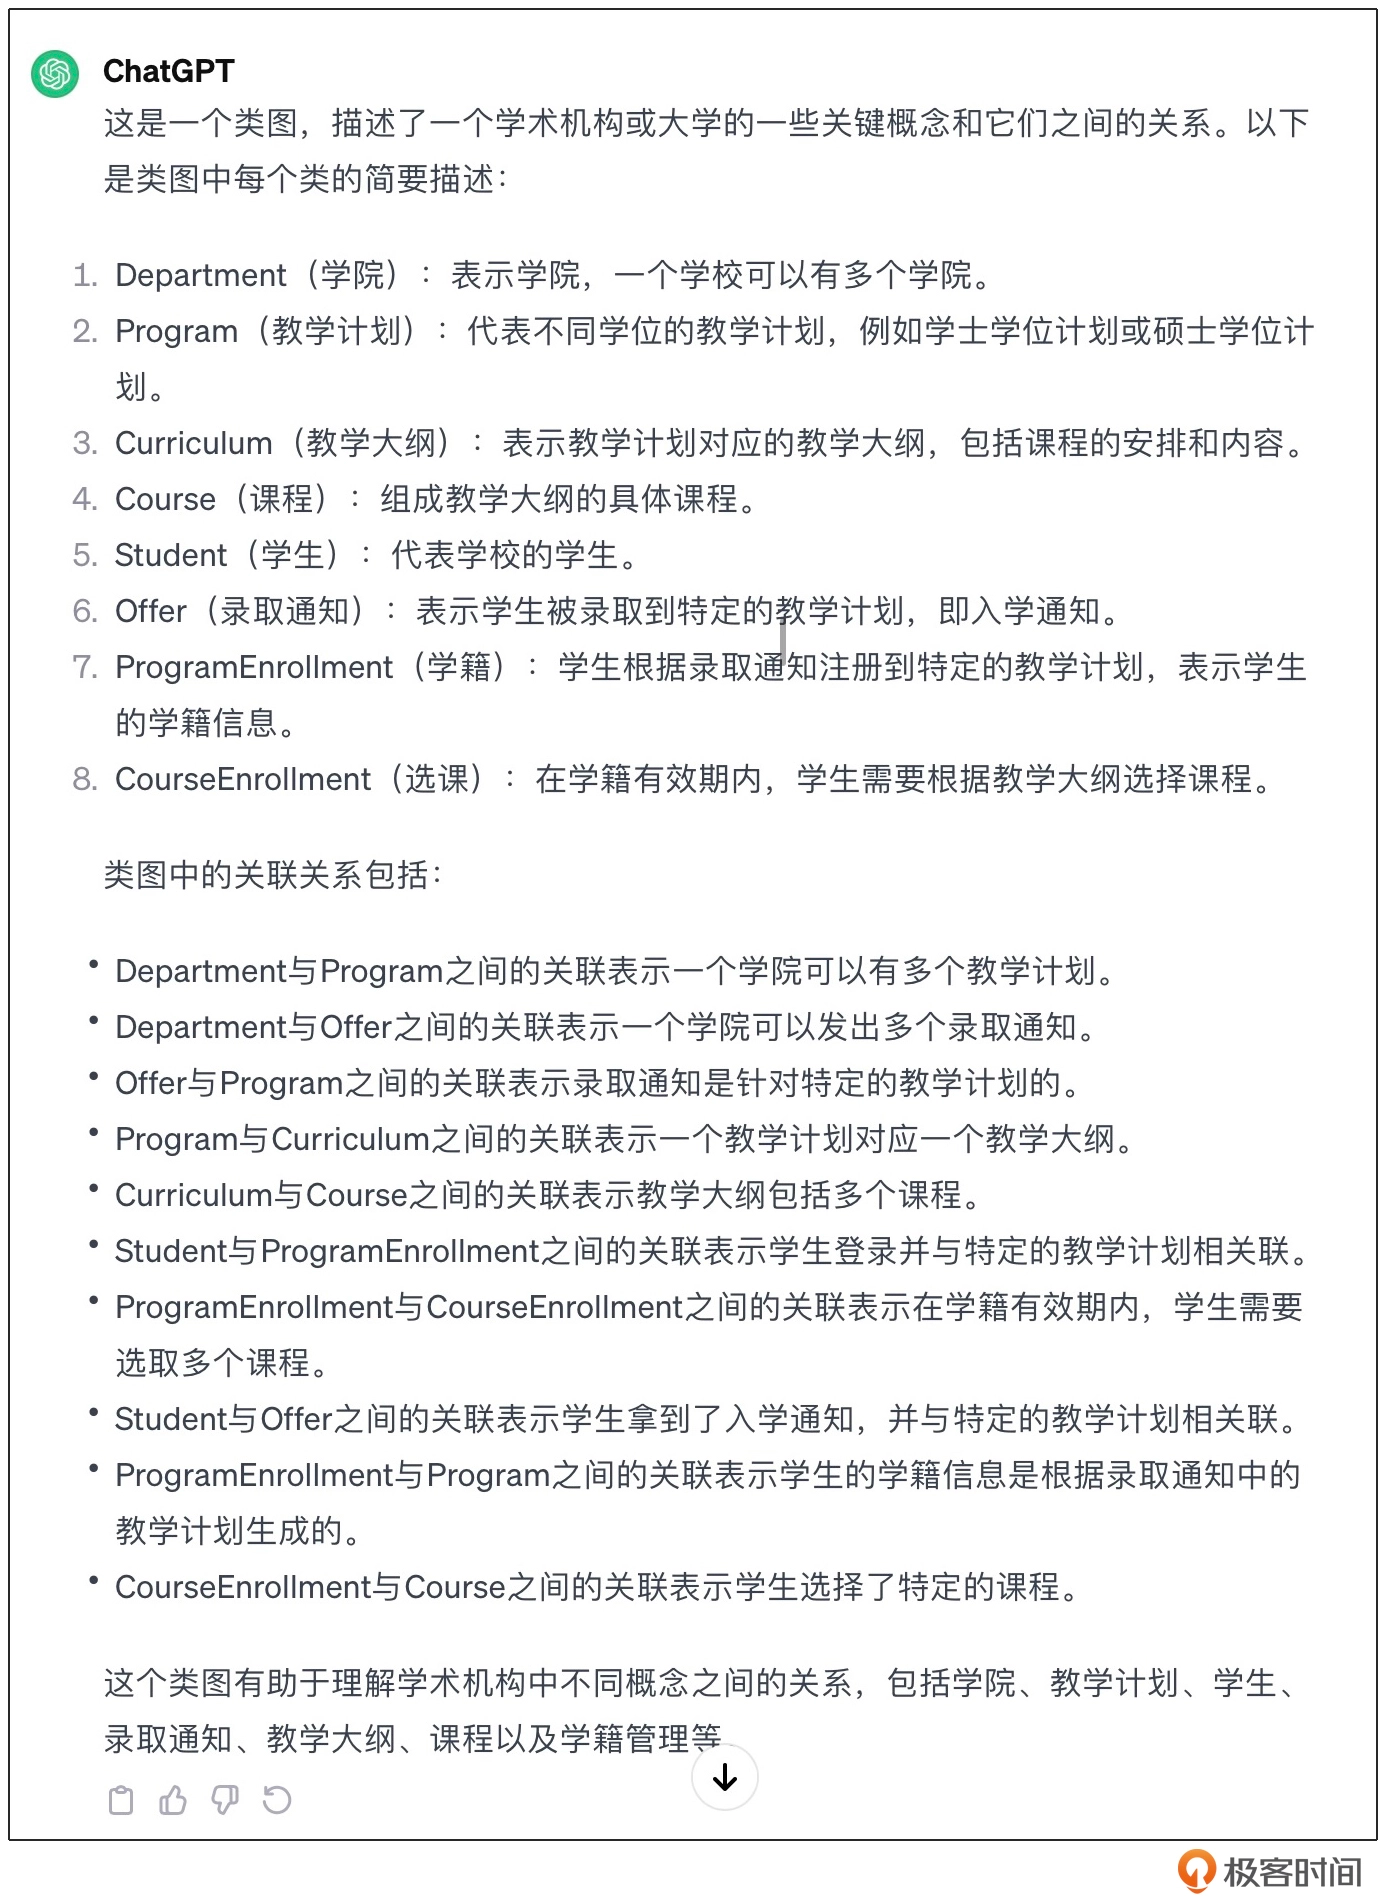 ChatGPT
这是一个类图，描述了一个学术机构或大学的一些关键概念和它们之间的关系。以下
是类图中每个类的简要描述：
1. Department（学院）：表示学院，一个学校可以有多个学院。
2. Program（教学计划）：代表不同学位的教学计划，例如学士学位计划或硕士学位计
划。
3. Curriculum（教学大纲）：表示教学计划对应的教学大纲，包括课程的安排和内容。
4. Course（课程）：组成教学大纲的具体课程。
5. Student（学生）：代表学校的学生。
6. Offer（录取通知）：表示学生被录取到特定的教学计划，即入学通知。
7. ProgramEnrollment（学籍）：学生根据录取通知注册到特定的教学计划，表示学生
的学籍信息。
8. CourseEnrollment（选课）：在学籍有效期内，学生需要根据教学大纲选择课程。
类图中的关联关系包括：
• Department与Program之间的关联表示一个学院可以有多个教学计划。
• Department与Offer之间的关联表示一个学院可以发出多个录取通知。
• Offer与Program之间的关联表示录取通知是针对特定的教学计划的。
• Program与Curriculum之间的关联表示一个教学计划对应一个教学大纲。
• Curriculum与Course之间的关联表示教学大纲包括多个课程。
• Student与ProgramEnrollment之间的关联表示学生登录并与特定的教学计划相关联。
• ProgramEnrollment与CourseEnrollment之间的关联表示在学籍有效期内，学生需要
选取多个课程。
• Student与Offer之间的关联表示学生拿到了入学通知，并与特定的教学计划相关联。
• ProgramEnrollment与Program之间的关联表示学生的学籍信息是根据录取通知中的
教学计划生成的。
• CourseEnrollment与Course之间的关联表示学生选择了特定的课程。
这个类图有助于理解学术机构中不同概念之间的关系，包括学院、教学计划、学生、
录取通知、教学大纲、课程以及学籍管理等
极客时间